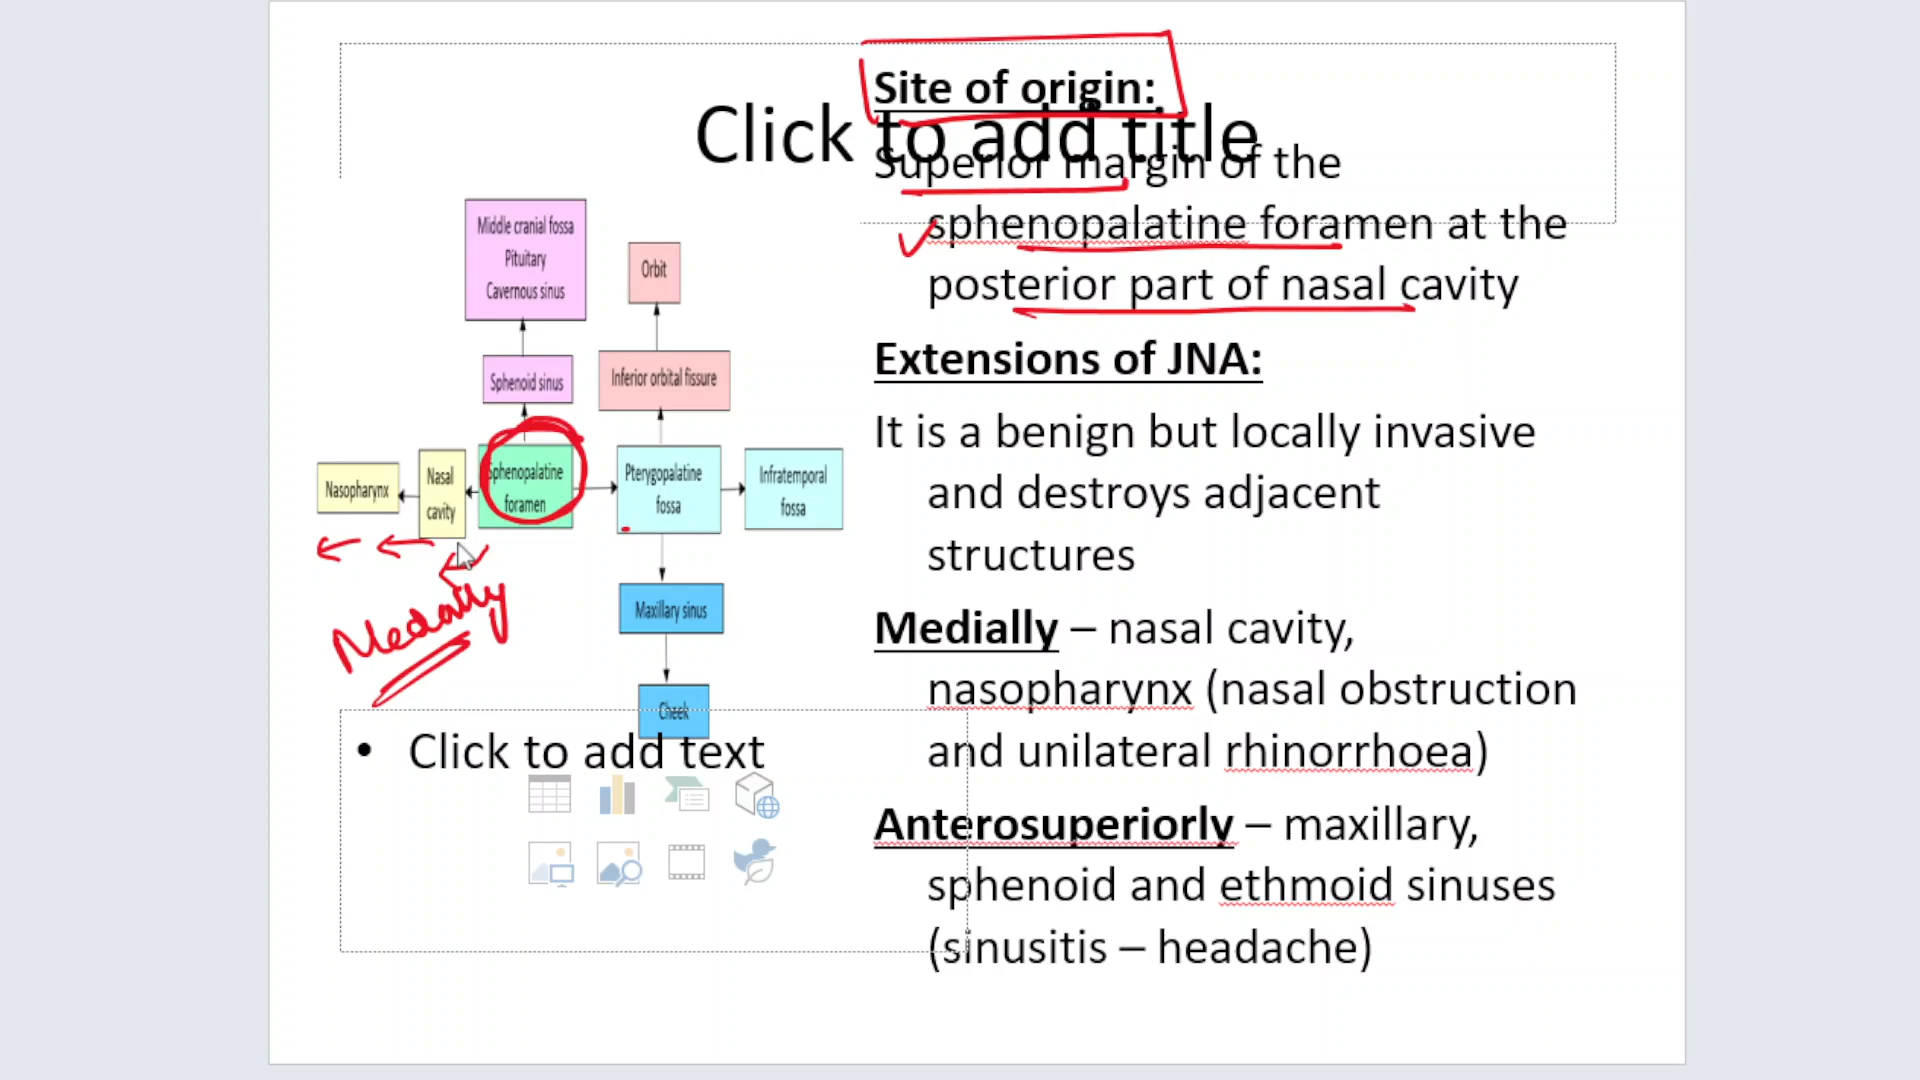 Click to add title
Site of origin:
Superior margin of the
sphenopalatine foramen at the
posterior part of nasal cavity
Extensions of JNA:
It is a benign but locally invasive
and destroys adjacent
structures
Medially – nasal cavity,
nasopharynx (nasal obstruction
and unilateral rhinorrhoea)
Anterosuperiorly – maxillary,
sphenoid and ethmoid sinuses
(sinusitis – headache)
Middle cranial fossa
Pituitary
Cavernous sinus
Orbit
Sphenoid sinus
Inferior orbital fissure
Nasopharynx
Nasal
cavity
Sphenopalatine
foramen
Pterygopalatine
fossa
Infratemporal
fossa
Maxillary sinus
Cheek
Medially
• Click to add text